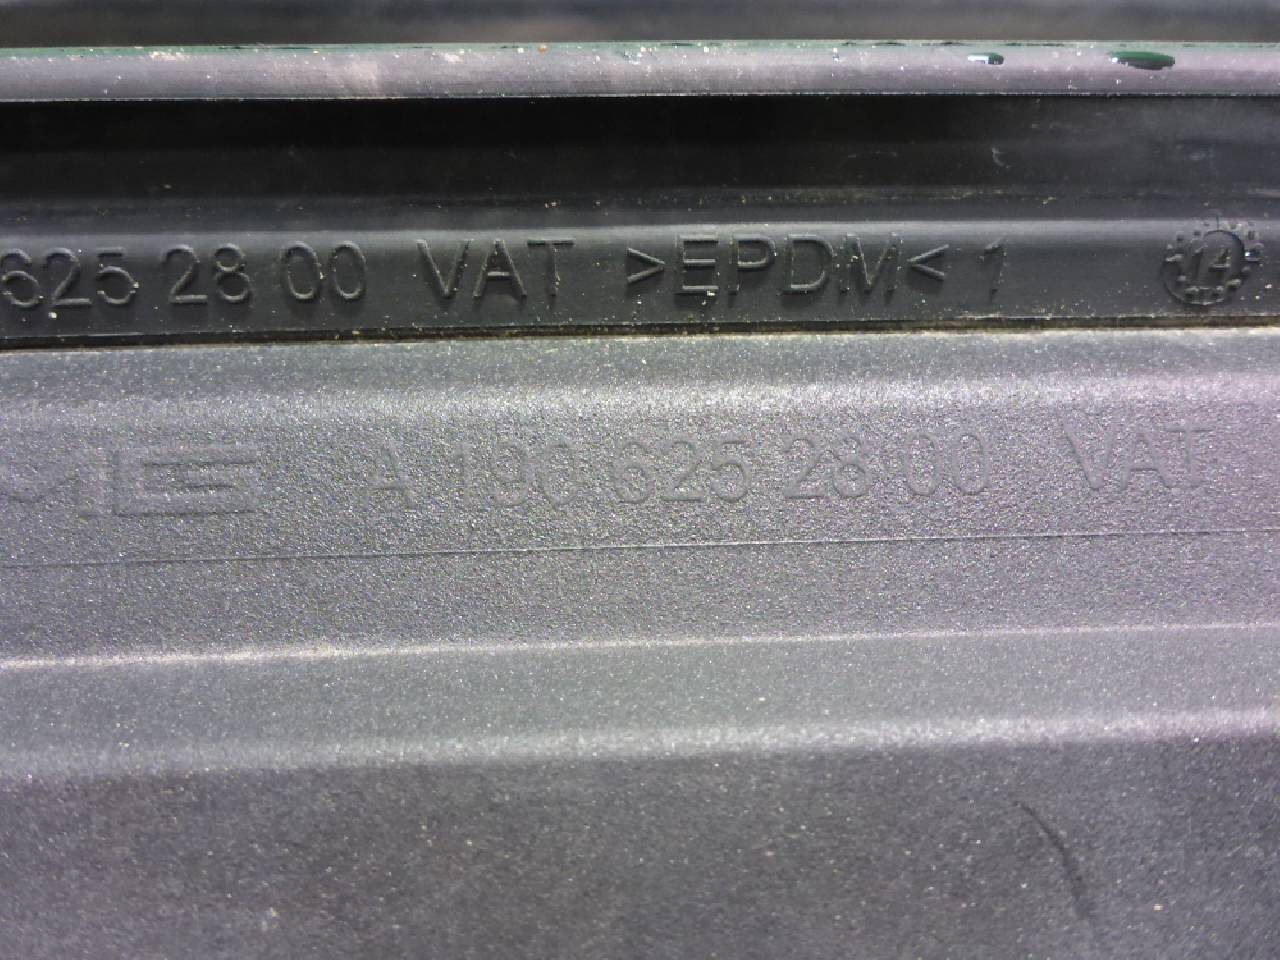 625 28 00 VAT >EPDM< 1 14
A 190 625 28 00 VAT